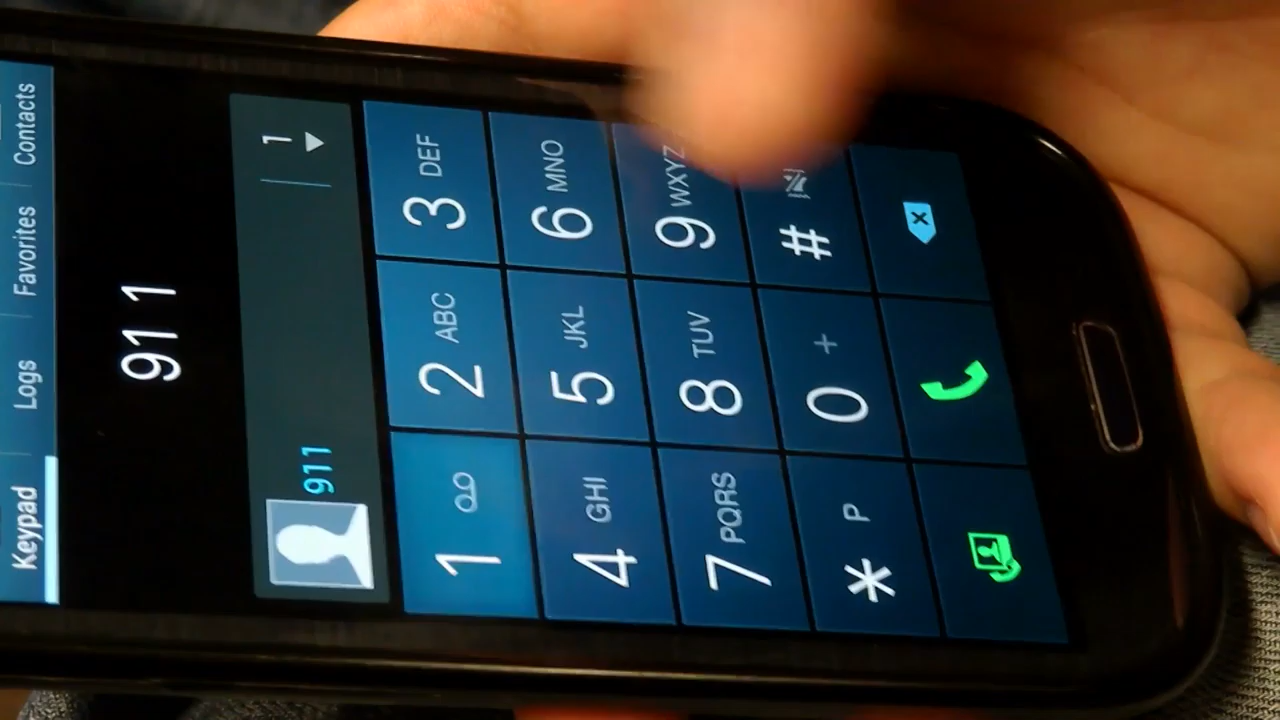 Keypad Logs Favorites Contacts
911
911 1
1
2 ABC
3 DEF
4 GHI
5 JKL
6 MNO
7 PQRS
8 TUV
9 WXYZ
* P
0 +
#